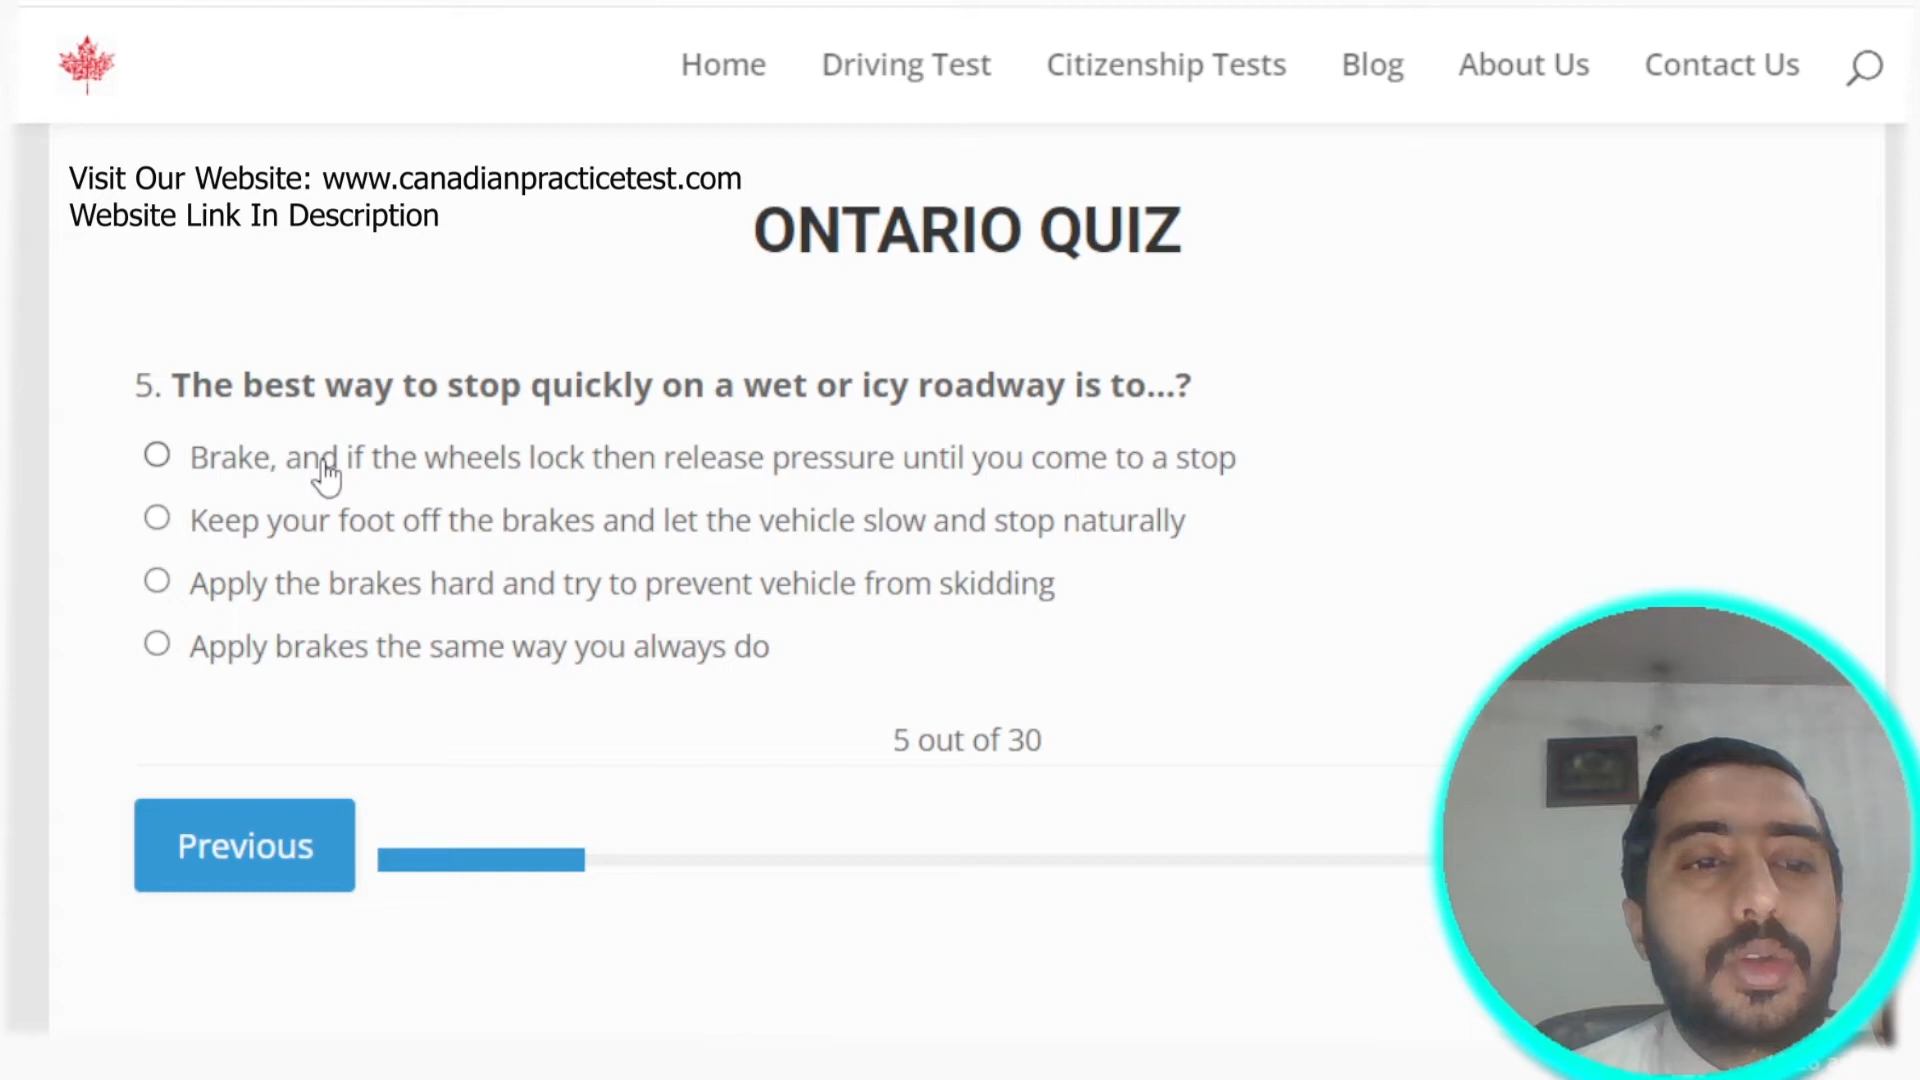 Home Driving Test Citizenship Tests Blog About Us Contact Us
Visit Our Website: www.canadianpracticetest.com
Website Link In Description
ONTARIO QUIZ
5. The best way to stop quickly on a wet or icy roadway is to...?
Brake, and if the wheels lock then release pressure until you come to a stop
Keep your foot off the brakes and let the vehicle slow and stop naturally
Apply the brakes hard and try to prevent vehicle from skidding
Apply brakes the same way you always do
5 out of 30
Previous